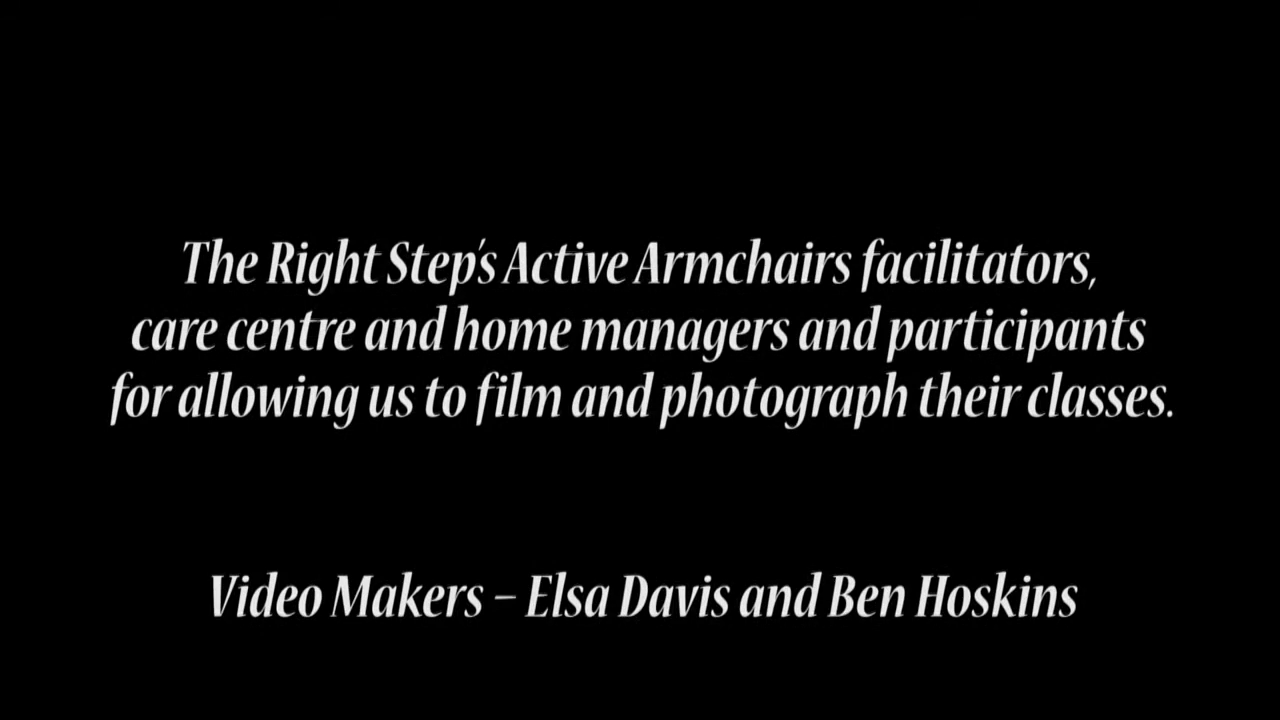 The Right Step's Active Armchairs facilitators,
care centre and home managers and participants
for allowing us to film and photograph their classes.
Video Makers – Elsa Davis and Ben Hoskins